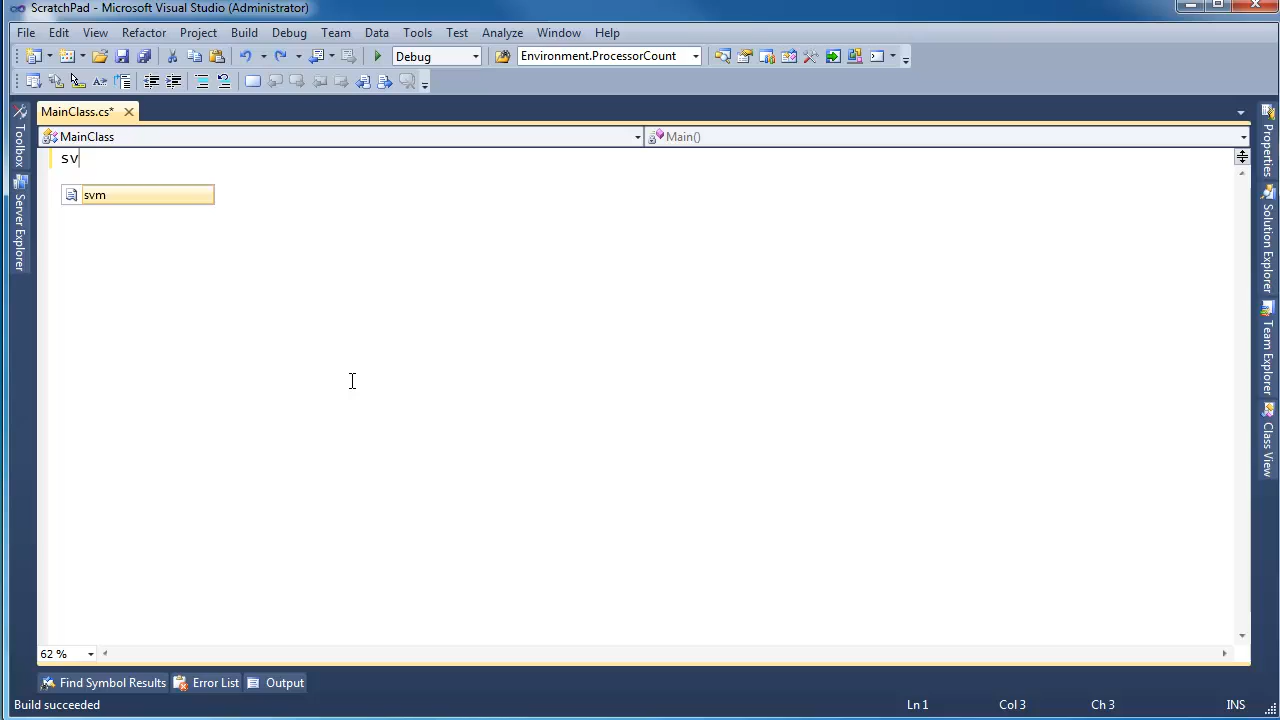 ScratchPad - Microsoft Visual Studio (Administrator)
File Edit View Refactor Project Build Debug Team Data Tools Test Analyze Window Help
Debug Environment.ProcessorCount
MainClass.cs*
MainClass Main()
sv
svm
Toolbox
Server Explorer
Properties
Solution Explorer
Team Explorer
Class View
62 %
Find Symbol Results Error List Output
Build succeeded Ln 1 Col 3 Ch 3 INS